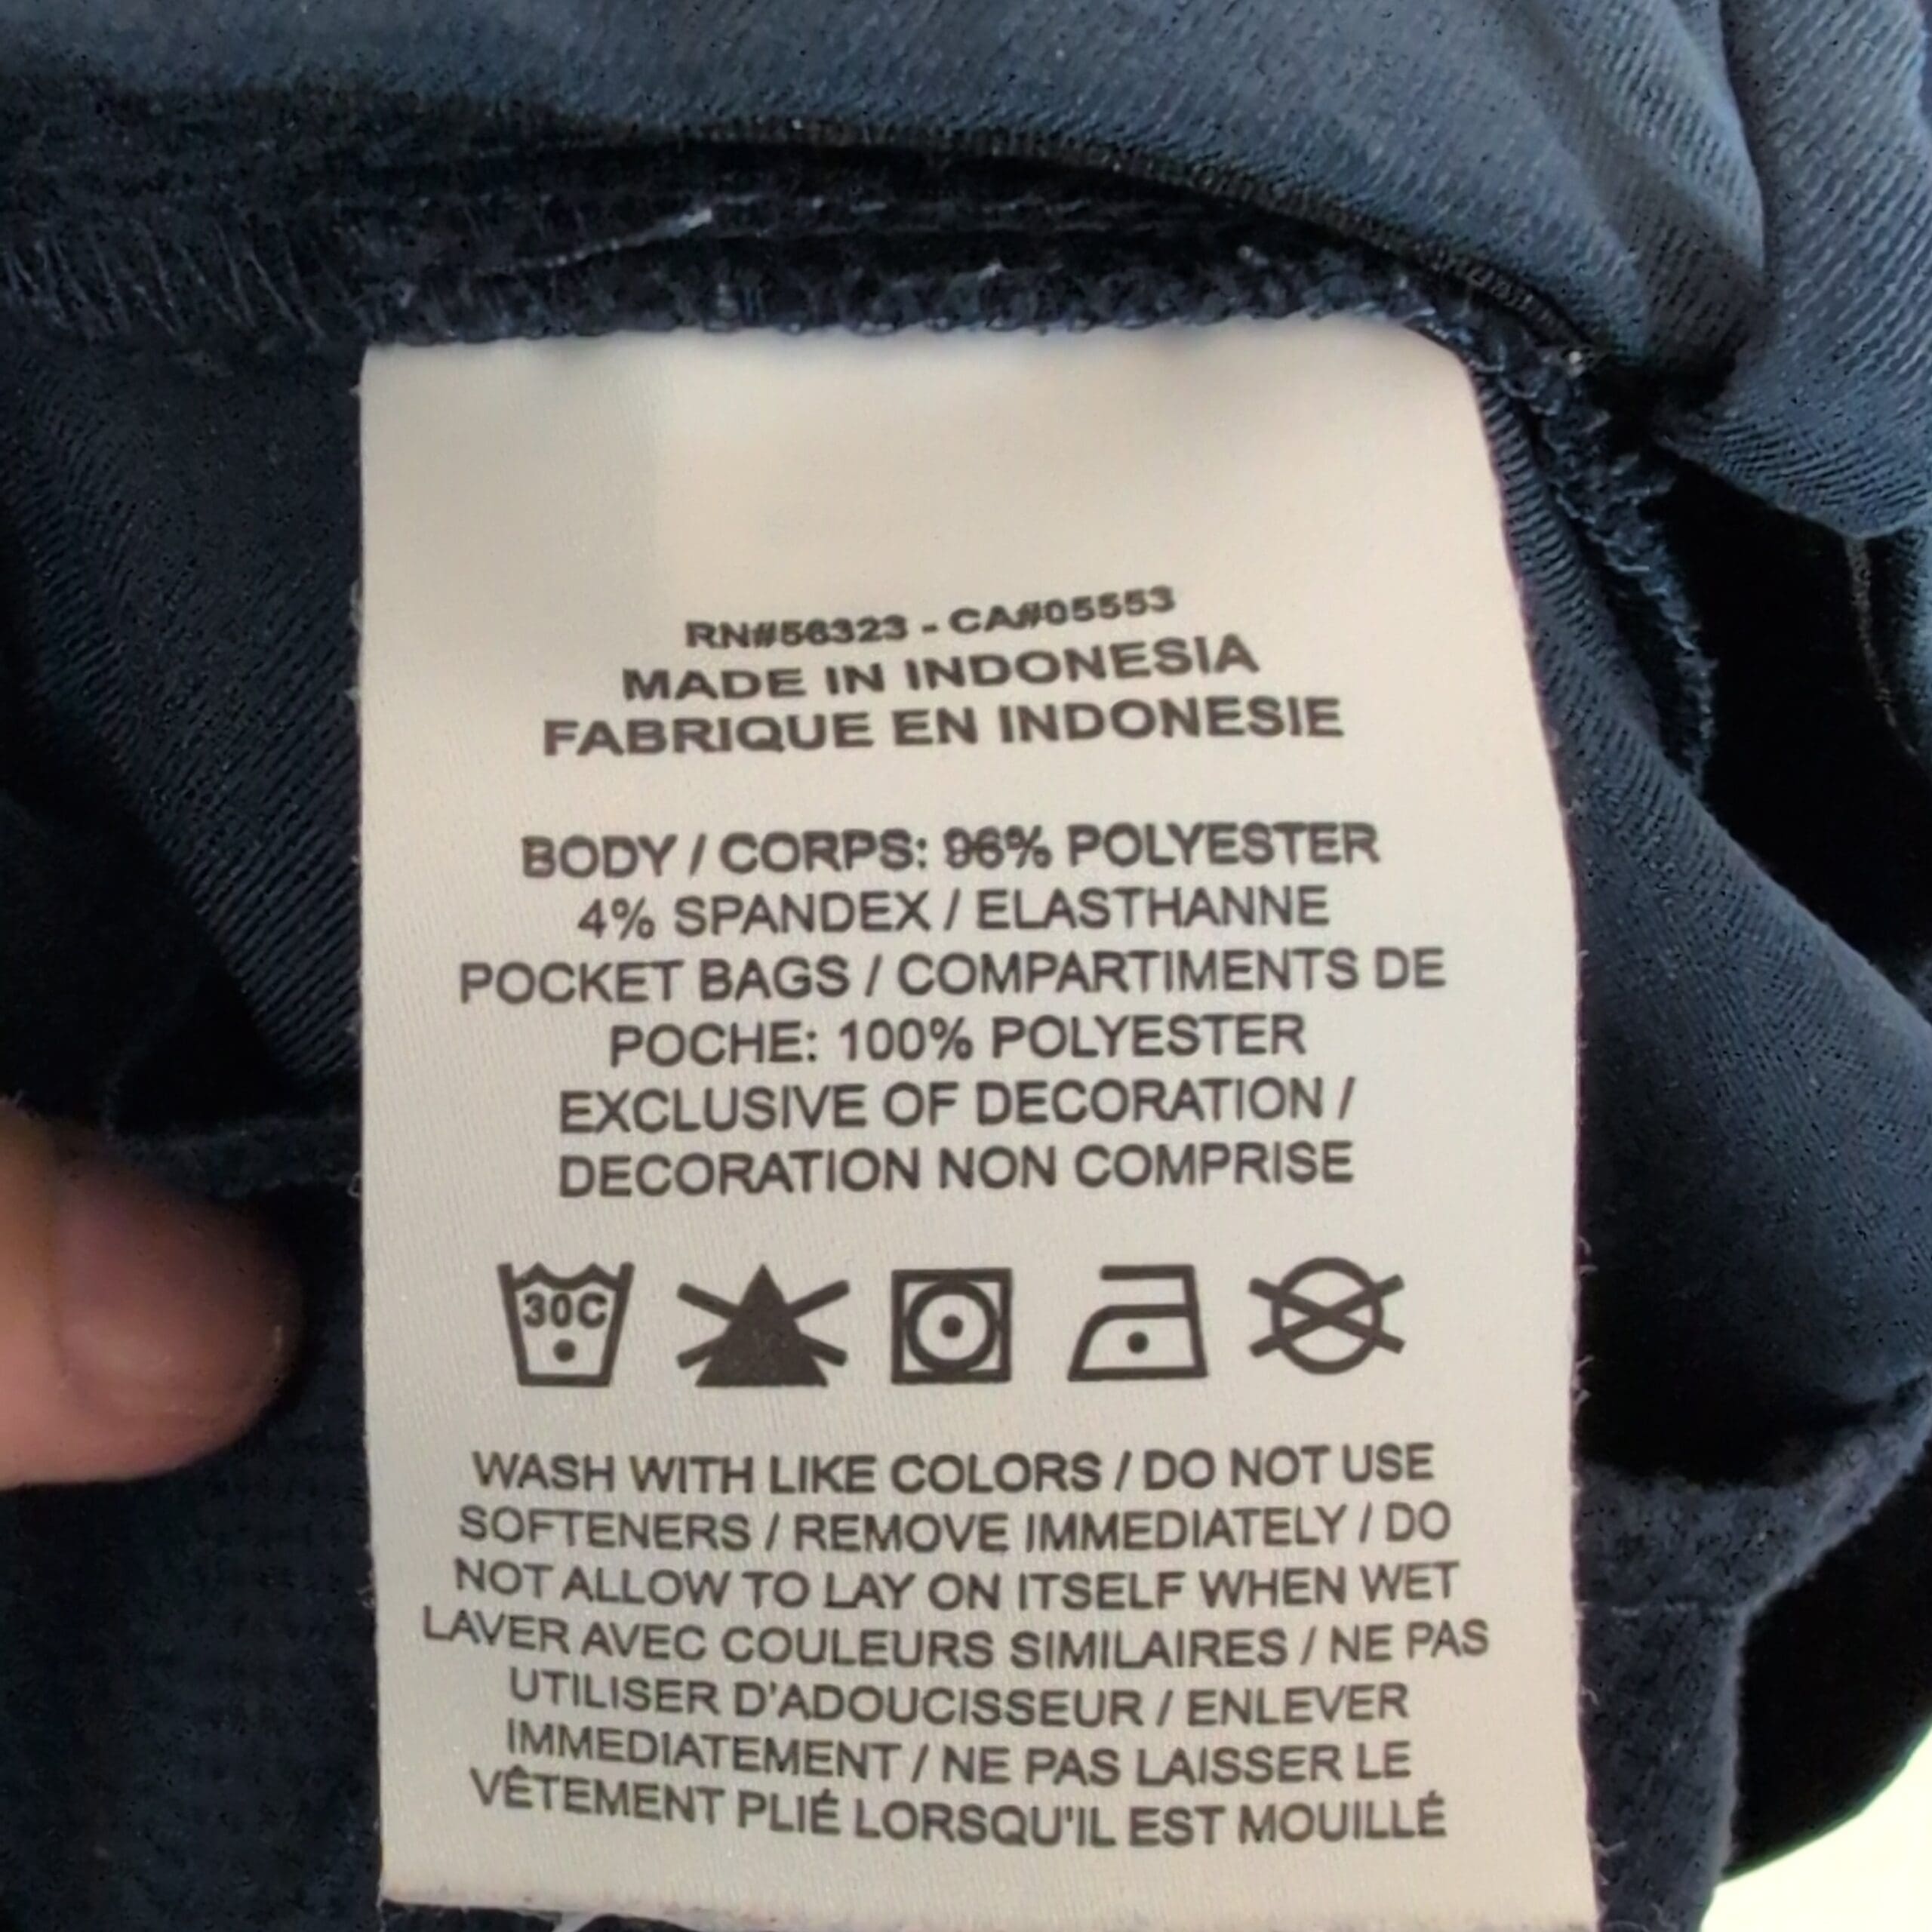 RN#56323 - CA#05553
MADE IN INDONESIA
FABRIQUE EN INDONESIE
BODY / CORPS: 96% POLYESTER
4% SPANDEX / ELASTHANNE
POCKET BAGS / COMPARTIMENTS DE
POCHE: 100% POLYESTER
EXCLUSIVE OF DECORATION /
DECORATION NON COMPRISE
30C
WASH WITH LIKE COLORS / DO NOT USE
SOFTENERS / REMOVE IMMEDIATELY / DO
NOT ALLOW TO LAY ON ITSELF WHEN WET
LAVER AVEC COULEURS SIMILAIRES / NE PAS
UTILISER D'ADOUCISSEUR / ENLEVER
IMMEDIATEMENT / NE PAS LAISSER LE
VÊTEMENT PLIÉ LORSQU'IL EST MOUILLÉ